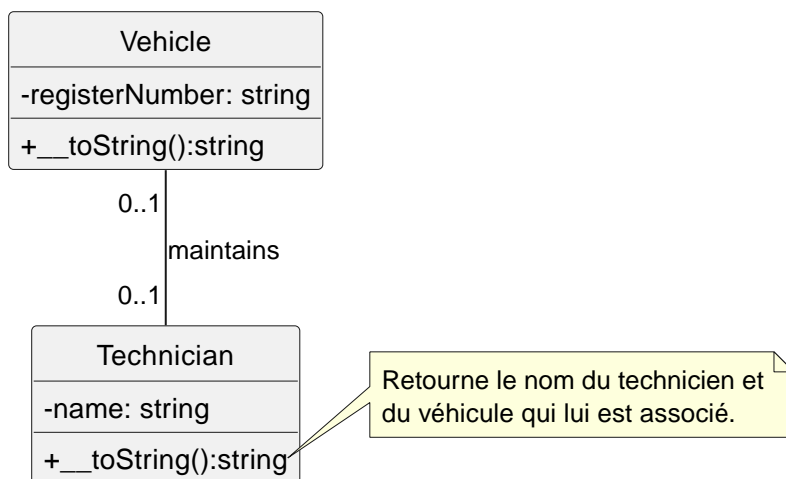 Vehicle
-registerNumber: string
+__toString():string
0..1
maintains
0..1
Technician
-name: string
+__toString():string
Retourne le nom du technicien et
du véhicule qui lui est associé.